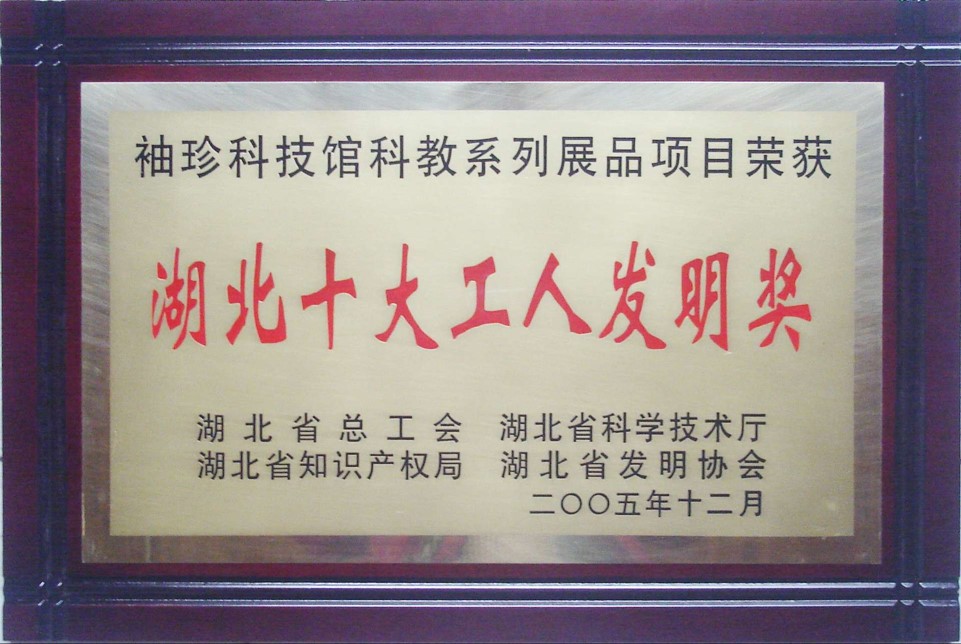 袖珍科技馆科教系列展品项目荣获
湖北十大工人发明奖
湖北省总工会 湖北省科学技术厅
湖北省知识产权局 湖北省发明协会
二〇〇五年十二月